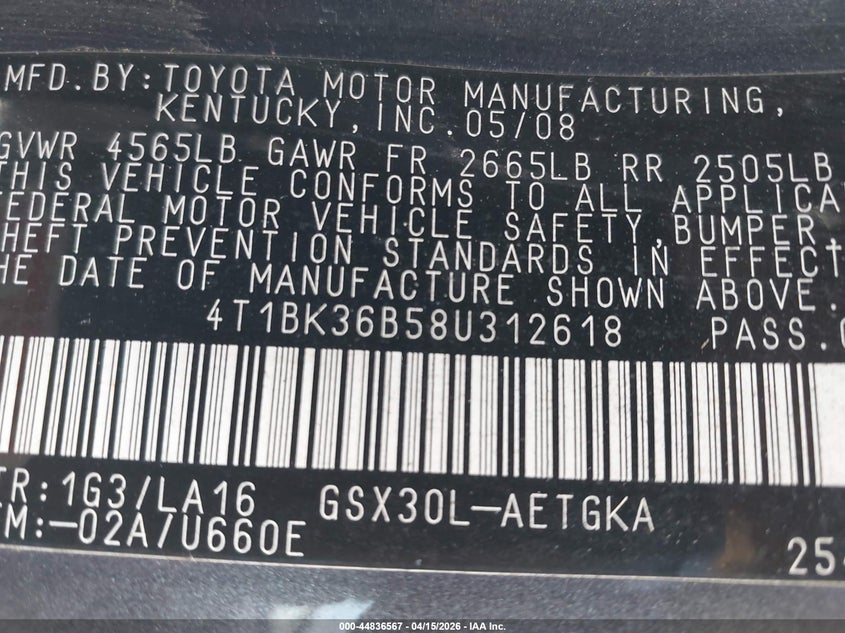 MFD.BY:TOYOTA MOTOR MANUFACTURING,
KENTUCKY,INC.05/08
GVWR 4565LB GAWR FR 2665LB RR 2505LB
THIS VEHICLE CONFORMS TO ALL APPLICA
EDERAL MOTOR VEHICLE SAFETY,BUMPER,
HEFT PREVENTION STANDARDS IN EFFECT
HE DATE OF MANUFACTURE SHOWN ABOVE.
4T1BK36B58U312618 PASS.
TR:1G3/LA16 GSX30L-AETGKA
TM:-02A/U660E 25
000-44836567 - 04/15/2026 - IAA Inc.